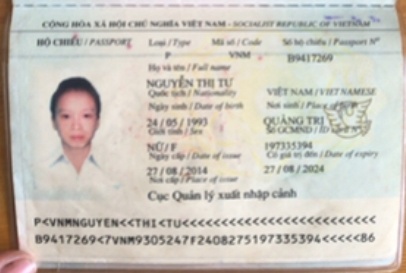 CỘNG HÒA XÃ HỘI CHỦ NGHĨA VIỆT NAM - SOCIALIST REPUBLIC OF VIETNAM
HỘ CHIẾU / PASSPORT Loại / Type Mã số / Code Số hộ chiếu / Passport Nº
P VNM B9417269
Họ và tên / Full name
NGUYỄN THỊ TƯ
Quốc tịch / Nationality VIỆT NAM / VIETNAMESE
Ngày sinh / Date of birth Nơi sinh / Place of birth
24 / 05 / 1993 QUẢNG TRỊ
Giới tính / Sex Số GCMND / ID card Nº
NỮ / F 197335394
Ngày cấp / Date of issue Có giá trị đến / Date of expiry
27 / 08 / 2014 27 / 08 / 2024
Nơi cấp / Place of issue
Cục Quản lý xuất nhập cảnh
P<VNMNGUYEN<<THI<TU<<<<<<<<<<<<<<<<<<<<<<<<<
B9417269<7VNM9305247F2408275197335394<<<<<86